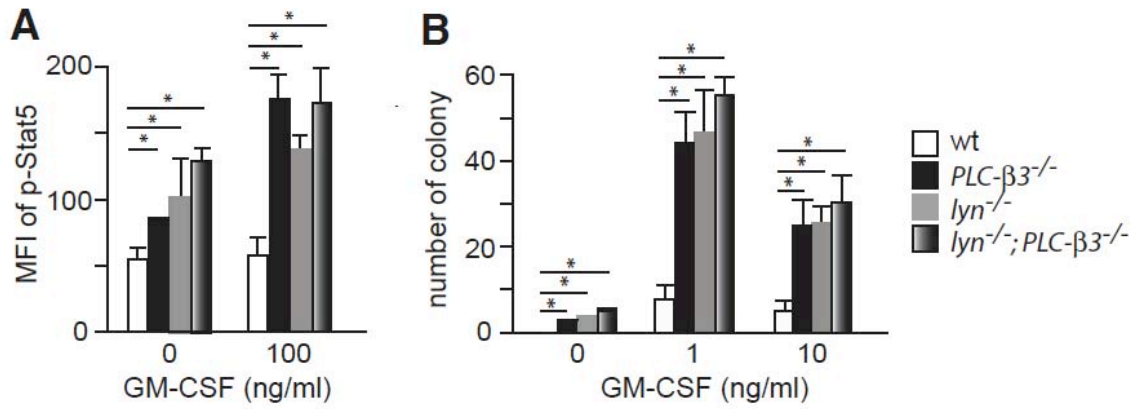 A
MFI of p-Stat5
200
100
0
* * *
* * *
0 100
GM-CSF (ng/ml)
B
number of colony
60
40
20
0
* * *
* * *
* * *
0 1 10
GM-CSF (ng/ml)
wt
PLC-β3-/-
lyn-/-
lyn-/-; PLC-β3-/-